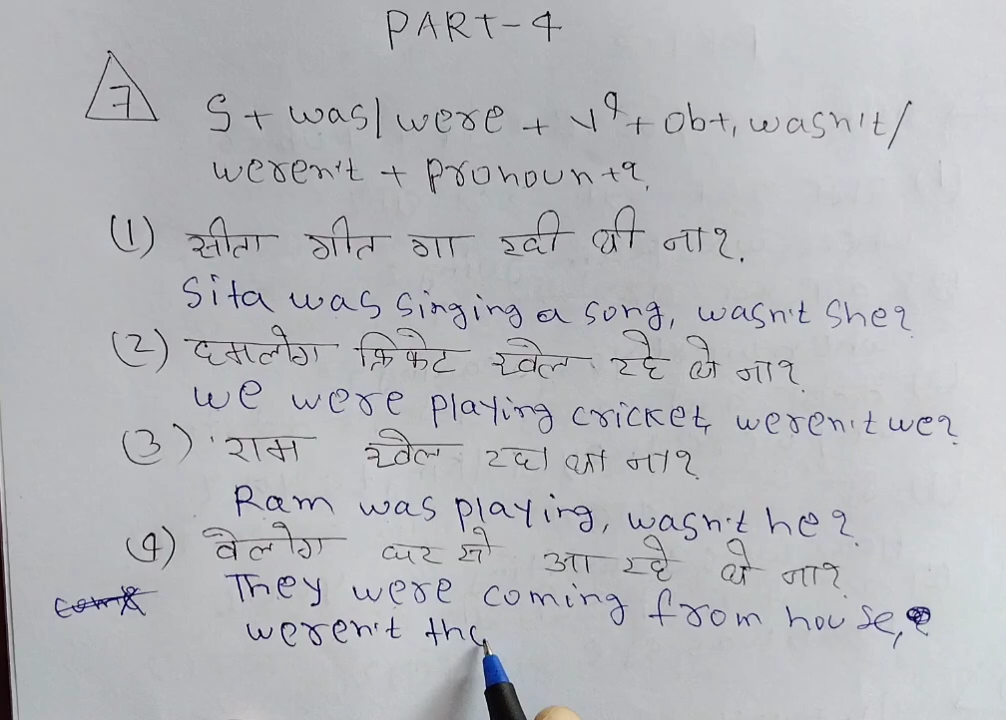 PART-4
7 S + was/were + V⁴ + obt, wasn't/
weren't + pronoun + ?
(1) सीता गीत गा रही थी ना?
Sita was singing a song, wasn't she?
(2) हमलोग क्रिकेट खेल रहे थे ना?
We were playing cricket, weren't we?
(3) राम खेल रहा था ना?
Ram was playing, wasn't he?
(4) वेलोग घर से आ रहे थे ना?
They were coming from house,
weren't the